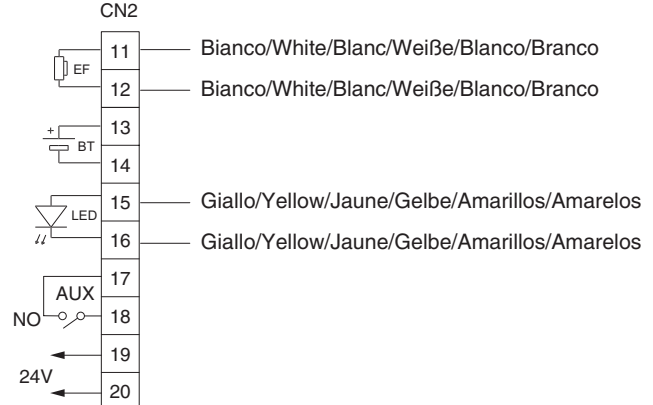 CN2
EF
11 Bianco/White/Blanc/Weiße/Blanco/Branco
12 Bianco/White/Blanc/Weiße/Blanco/Branco
+
BT
13
14
LED
15 Giallo/Yellow/Jaune/Gelbe/Amarillos/Amarelos
16 Giallo/Yellow/Jaune/Gelbe/Amarillos/Amarelos
17
AUX
NO 18
19
24V
20